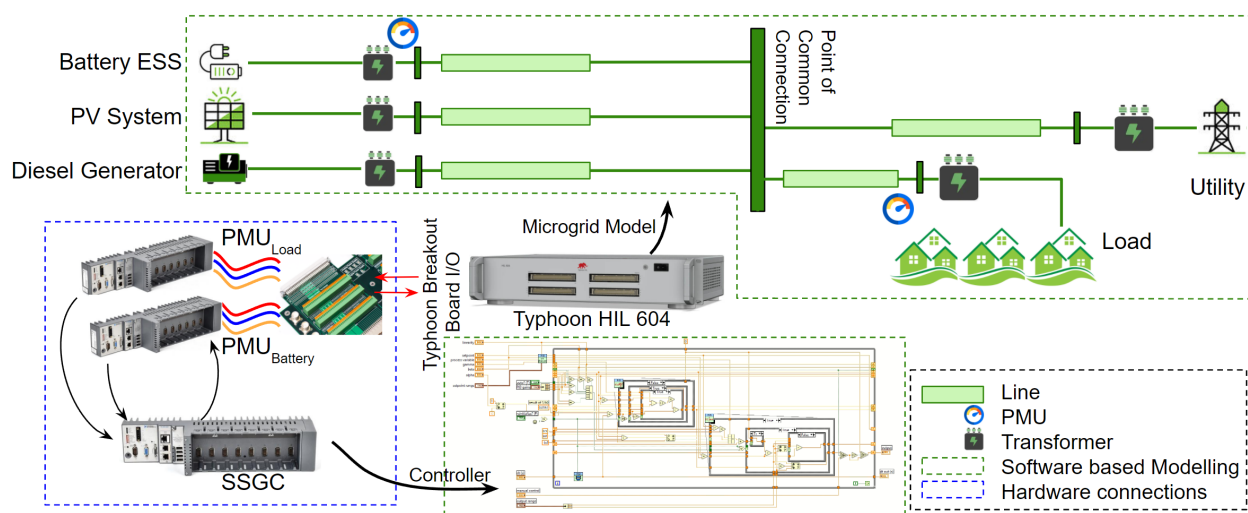 Battery ESS
PV System
Diesel Generator
Point of
Common
Connection
Utility
Load
Microgrid Model
Typhoon HIL 604
PMU Load
PMU Battery
Typhoon Breakout
Board I/O
SSGC
Controller
Line
PMU
Transformer
Software based Modelling
Hardware connections